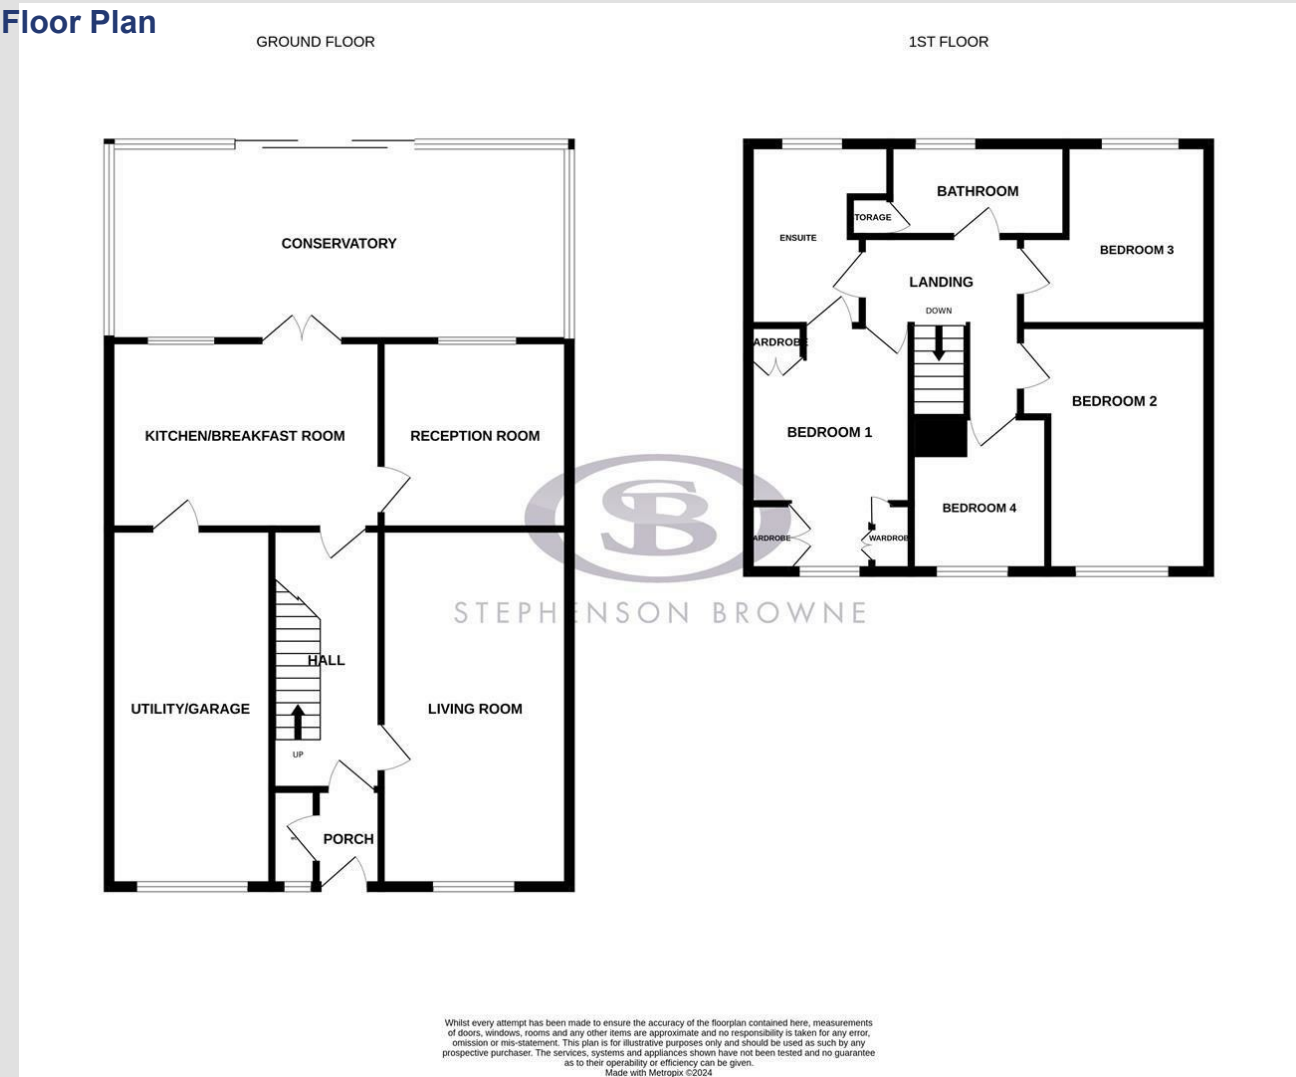 Floor Plan
GROUND FLOOR
1ST FLOOR
CONSERVATORY
KITCHEN/BREAKFAST ROOM
RECEPTION ROOM
HALL
UTILITY/GARAGE
LIVING ROOM
UP
PORCH
BATHROOM
TORAGE
ENSUITE
BEDROOM 3
LANDING
DOWN
ARDROBE
BEDROOM 2
BEDROOM 1
BEDROOM 4
ARDROBE
WARDROB
SB
STEPHENSON BROWNE
Whilst every attempt has been made to ensure the accuracy of the floorplan contained here, measurements
of doors, windows, rooms and any other items are approximate and no responsibility is taken for any error,
omission or mis-statement. This plan is for illustrative purposes only and should be used as such by any
prospective purchaser. The services, systems and appliances shown have not been tested and no guarantee
as to their operability or efficiency can be given.
Made with Metropix ©2024